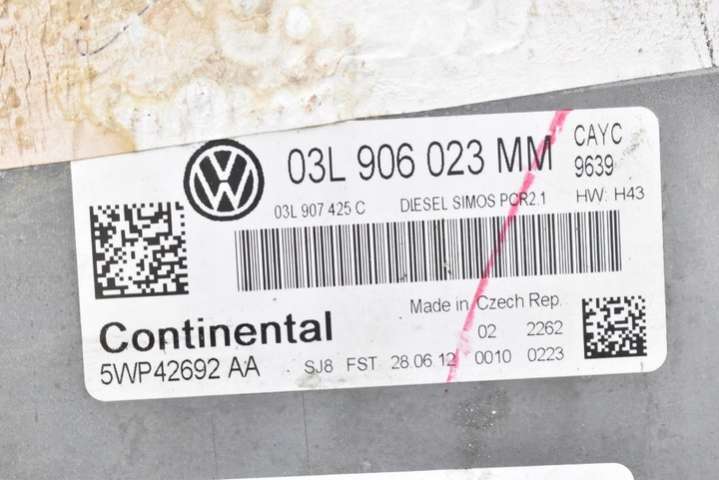 03L 906 023 MM CAYC
9639
03L 907 425 C DIESEL SIMOS PCR2.1 HW: H43
Made in Czech Rep.
Continental 02 2262
5WP42692 AA SJ8 FST 28.06.12 0010 0223